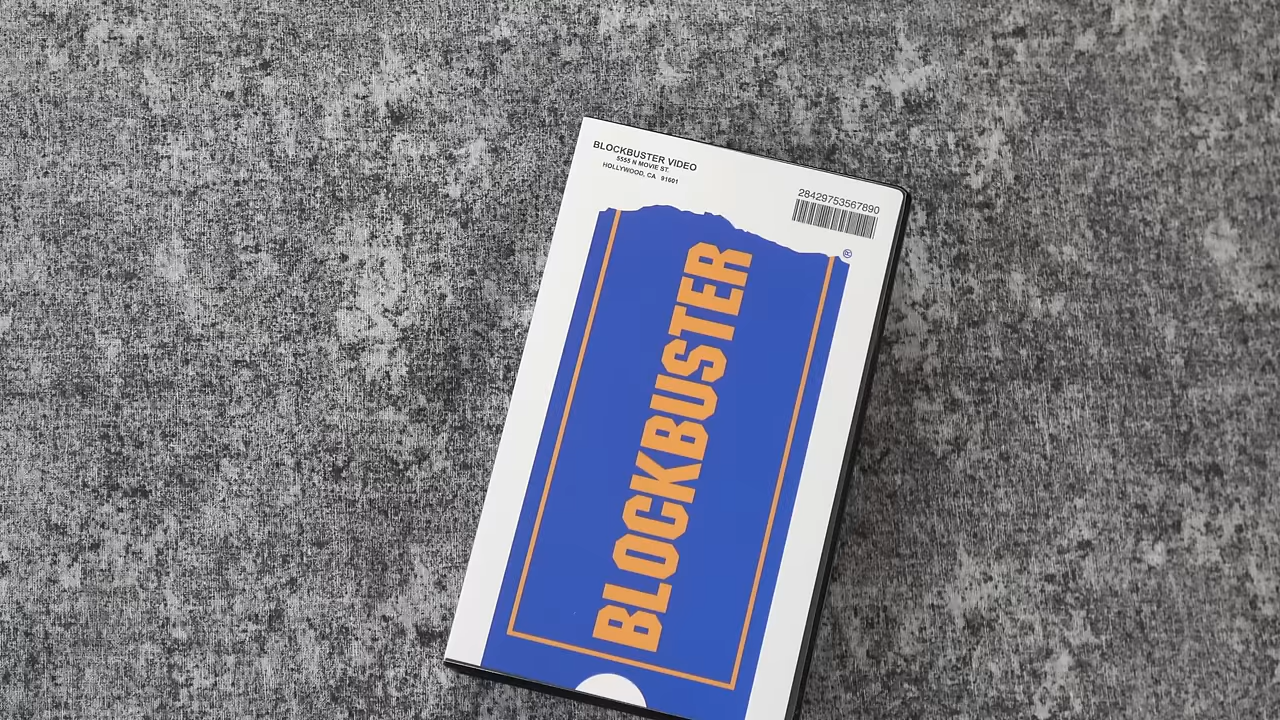 BLOCKBUSTER VIDEO
5555 N MOVIE ST.
HOLLYWOOD, CA 91601
28429753567890
®
BLOCKBUSTER